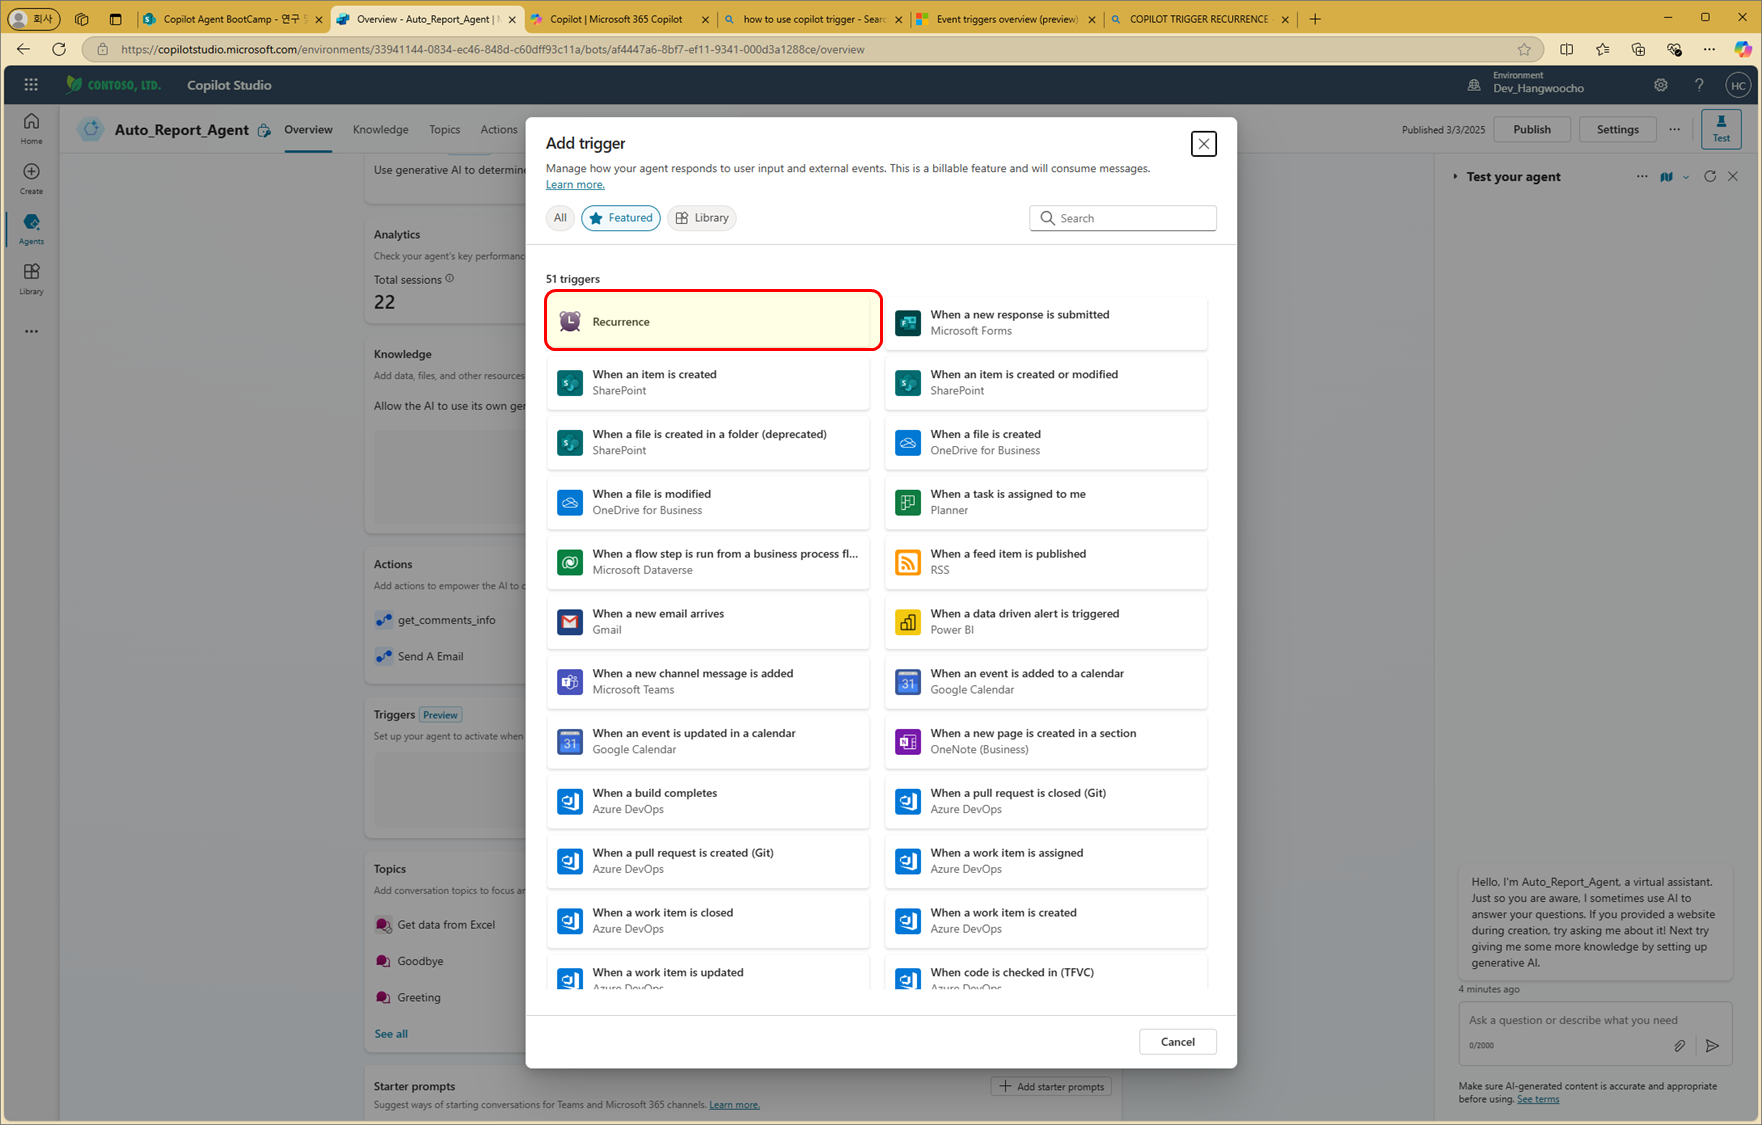 회사
Copilot Agent BootCamp - 연구
Overview - Auto_Report_Agent |
Copilot | Microsoft 365 Copilot
how to use copilot trigger - Sear
Event triggers overview (preview)
COPILOT TRIGGER RECURRENCE -
https://copilotstudio.microsoft.com/environments/33941144-0834-ec46-848d-c60dff93c11a/bots/af4447a6-8bf7-ef11-9341-000d3a1288ce/overview
CONTOSO, LTD.
Copilot Studio
Environment
Dev_Hangwoocho
HC
Home
Create
Agents
Library
Auto_Report_Agent
Overview
Knowledge
Topics
Actions
Published 3/3/2025
Publish
Settings
Test
Use generative AI to determine
Analytics
Check your agent's key performance
Total sessions
22
Knowledge
Add data, files, and other resources
Allow the AI to use its own gen
Actions
Add actions to empower the AI to c
get_comments_info
Send A Email
Triggers Preview
Set up your agent to activate when
Topics
Add conversation topics to focus an
Get data from Excel
Goodbye
Greeting
See all
Starter prompts
Suggest ways of starting conversations for Teams and Microsoft 365 channels. Learn more.
Add starter prompts
Add trigger
Manage how your agent responds to user input and external events. This is a billable feature and will consume messages.
Learn more.
All
Featured
Library
Search
51 triggers
Recurrence
When a new response is submitted
Microsoft Forms
When an item is created
SharePoint
When an item is created or modified
SharePoint
When a file is created in a folder (deprecated)
SharePoint
When a file is created
OneDrive for Business
When a file is modified
OneDrive for Business
When a task is assigned to me
Planner
When a flow step is run from a business process fl...
Microsoft Dataverse
When a feed item is published
RSS
When a new email arrives
Gmail
When a data driven alert is triggered
Power BI
When a new channel message is added
Microsoft Teams
When an event is added to a calendar
31
Google Calendar
When an event is updated in a calendar
31
Google Calendar
When a new page is created in a section
OneNote (Business)
When a build completes
Azure DevOps
When a pull request is closed (Git)
Azure DevOps
When a pull request is created (Git)
Azure DevOps
When a work item is assigned
Azure DevOps
When a work item is closed
Azure DevOps
When a work item is created
Azure DevOps
When a work item is updated
Azure DevOps
When code is checked in (TFVC)
Azure DevOps
Cancel
Test your agent
Hello, I'm Auto_Report_Agent, a virtual assistant.
Just so you are aware, I sometimes use AI to
answer your questions. If you provided a website
during creation, try asking me about it! Next try
giving me some more knowledge by setting up
generative AI.
4 minutes ago
Ask a question or describe what you need
0/2000
Make sure AI-generated content is accurate and appropriate
before using. See terms